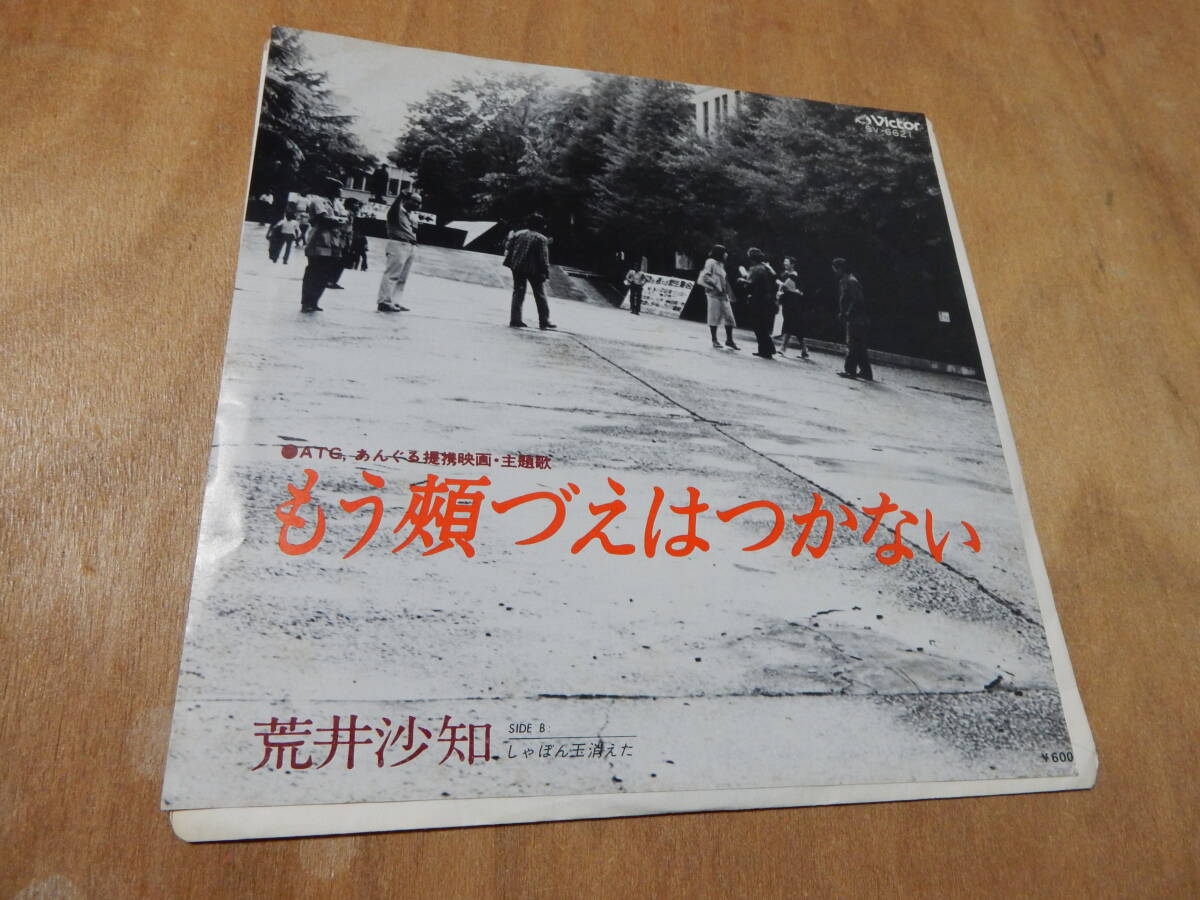 Victor
SV-6621
●ATG, あんぐる提携映画・主題歌
もう頰づえはつかない
荒井沙知
SIDE B:
しゃぼん玉消えた
¥600